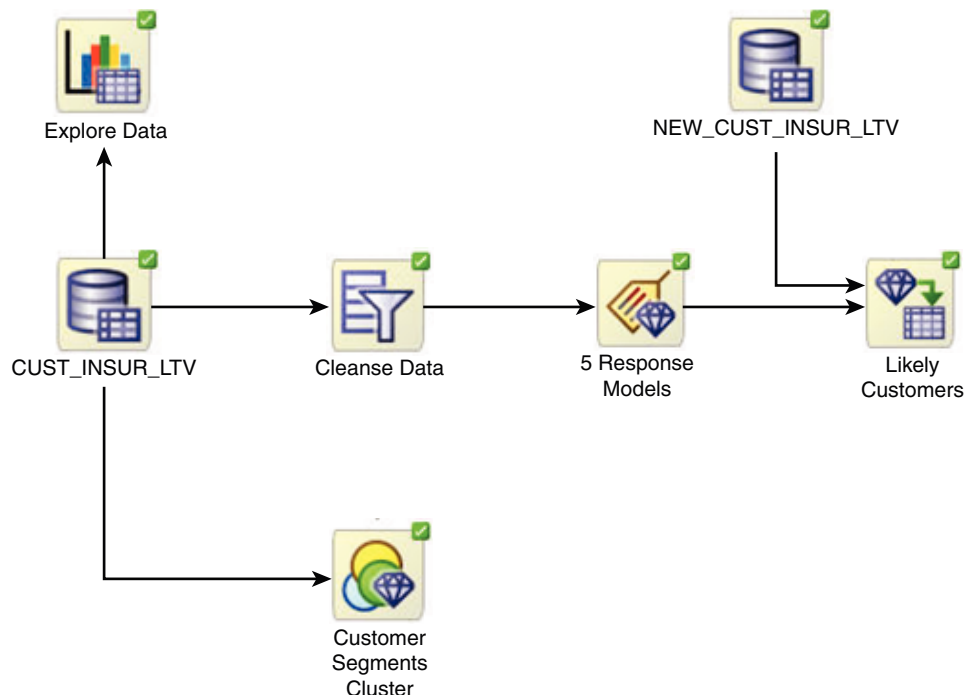 Explore Data
NEW_CUST_INSUR_LTV
CUST_INSUR_LTV
Cleanse Data
5 Response
Models
Likely
Customers
Customer
Segments
Cluster